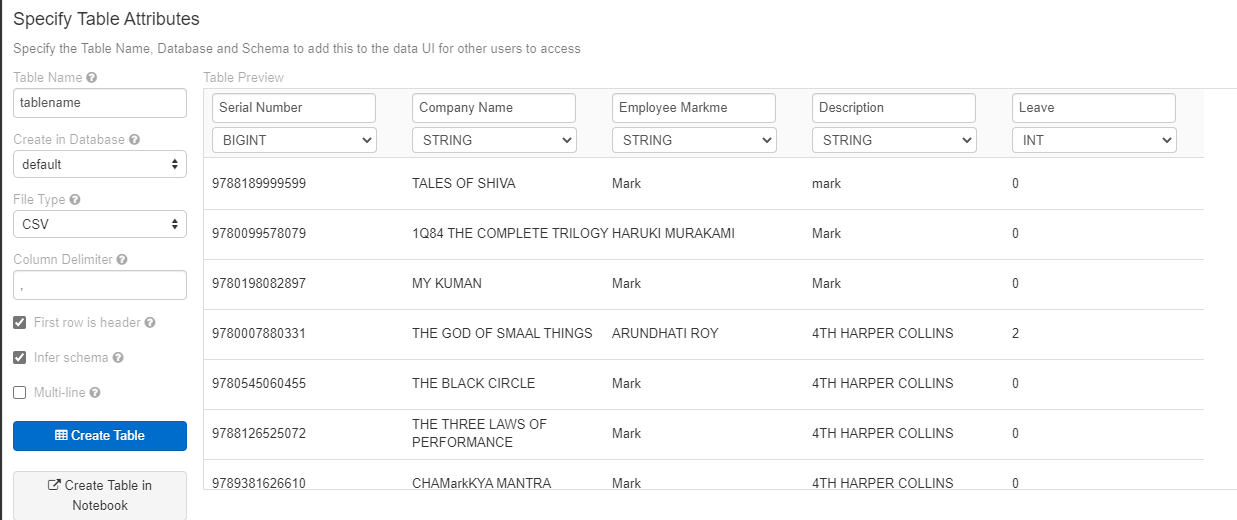 Specify Table Attributes
Specify the Table Name, Database and Schema to add this to the data UI for other users to access
Table Name
tablename
Create in Database
default
File Type
CSV
Column Delimiter
,
First row is header
Infer schema
Multi-line
Create Table
Create Table in
Notebook
Table Preview
Serial Number Company Name Employee Markme Description Leave
BIGINT STRING STRING STRING INT
9788189999599 TALES OF SHIVA Mark mark 0
9780099578079 1Q84 THE COMPLETE TRILOGY HARUKI MURAKAMI Mark 0
9780198082897 MY KUMAN Mark Mark 0
9780007880331 THE GOD OF SMAAL THINGS ARUNDHATI ROY 4TH HARPER COLLINS 2
9780545060455 THE BLACK CIRCLE Mark 4TH HARPER COLLINS 0
9788126525072 THE THREE LAWS OF PERFORMANCE Mark 4TH HARPER COLLINS 0
9789381626610 CHAMarkKYA MANTRA Mark 4TH HARPER COLLINS 0